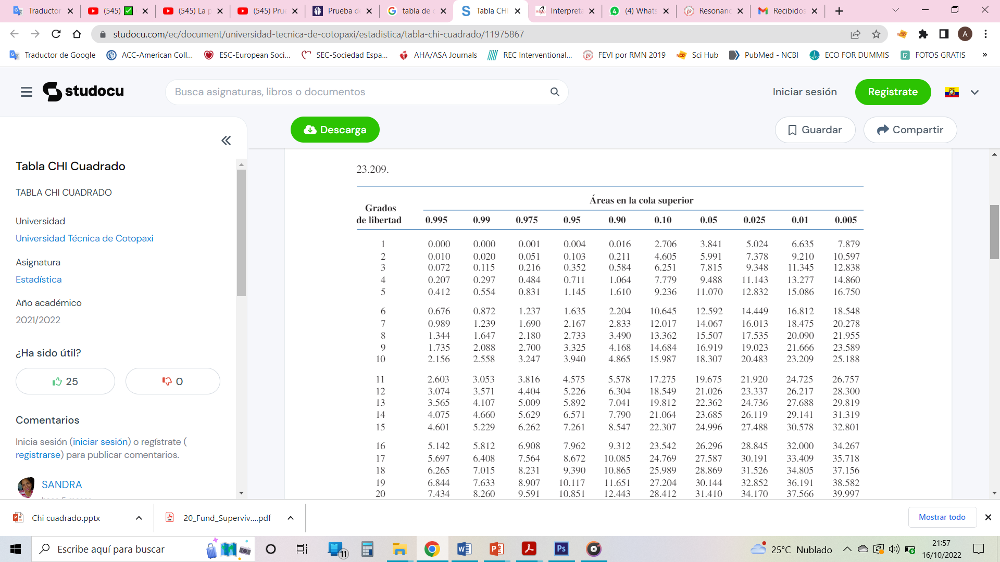 Traductor
(545) ✅
(545) La p
(545) Prue
Prueba de
tabla de c
Tabla CHI
Interpreta
(4) Whats
Resonanc
Recibidos
studocu.com/ec/document/universidad-tecnica-de-cotopaxi/estadistica/tabla-chi-cuadrado/11975867
A
Traductor de Google
ACC-American Coll...
ESC-European Soci...
SEC-Sociedad Espa...
AHA/ASA Journals
REC Interventional...
FEVI por RMN 2019
Sci Hub
PubMed - NCBI
ECO FOR DUMMIS
FOTOS GRATIS
»
studocu
Busca asignaturas, libros o documentos
Iniciar sesión
Registrate
Descarga
Guardar
Compartir
Tabla CHI Cuadrado
TABLA CHI CUADRADO
Universidad
Universidad Técnica de Cotopaxi
Asignatura
Estadística
Año académico
2021/2022
¿Ha sido útil?
25
0
Comentarios
Inicia sesión (iniciar sesión) o regístrate (
registrarse) para publicar comentarios.
SANDRA
23.209.
Áreas en la cola superior
Grados
de libertad 0.995 0.99 0.975 0.95 0.90 0.10 0.05 0.025 0.01 0.005
1 0.000 0.000 0.001 0.004 0.016 2.706 3.841 5.024 6.635 7.879
2 0.010 0.020 0.051 0.103 0.211 4.605 5.991 7.378 9.210 10.597
3 0.072 0.115 0.216 0.352 0.584 6.251 7.815 9.348 11.345 12.838
4 0.207 0.297 0.484 0.711 1.064 7.779 9.488 11.143 13.277 14.860
5 0.412 0.554 0.831 1.145 1.610 9.236 11.070 12.832 15.086 16.750
6 0.676 0.872 1.237 1.635 2.204 10.645 12.592 14.449 16.812 18.548
7 0.989 1.239 1.690 2.167 2.833 12.017 14.067 16.013 18.475 20.278
8 1.344 1.647 2.180 2.733 3.490 13.362 15.507 17.535 20.090 21.955
9 1.735 2.088 2.700 3.325 4.168 14.684 16.919 19.023 21.666 23.589
10 2.156 2.558 3.247 3.940 4.865 15.987 18.307 20.483 23.209 25.188
11 2.603 3.053 3.816 4.575 5.578 17.275 19.675 21.920 24.725 26.757
12 3.074 3.571 4.404 5.226 6.304 18.549 21.026 23.337 26.217 28.300
13 3.565 4.107 5.009 5.892 7.041 19.812 22.362 24.736 27.688 29.819
14 4.075 4.660 5.629 6.571 7.790 21.064 23.685 26.119 29.141 31.319
15 4.601 5.229 6.262 7.261 8.547 22.307 24.996 27.488 30.578 32.801
16 5.142 5.812 6.908 7.962 9.312 23.542 26.296 28.845 32.000 34.267
17 5.697 6.408 7.564 8.672 10.085 24.769 27.587 30.191 33.409 35.718
18 6.265 7.015 8.231 9.390 10.865 25.989 28.869 31.526 34.805 37.156
19 6.844 7.633 8.907 10.117 11.651 27.204 30.144 32.852 36.191 38.582
20 7.434 8.260 9.591 10.851 12.443 28.412 31.410 34.170 37.566 39.997
Chi cuadrado.pptx
20_Fund_Superviv....pdf
Mostrar todo
Escribe aquí para buscar
11
25°C Nublado
21:57
16/10/2022